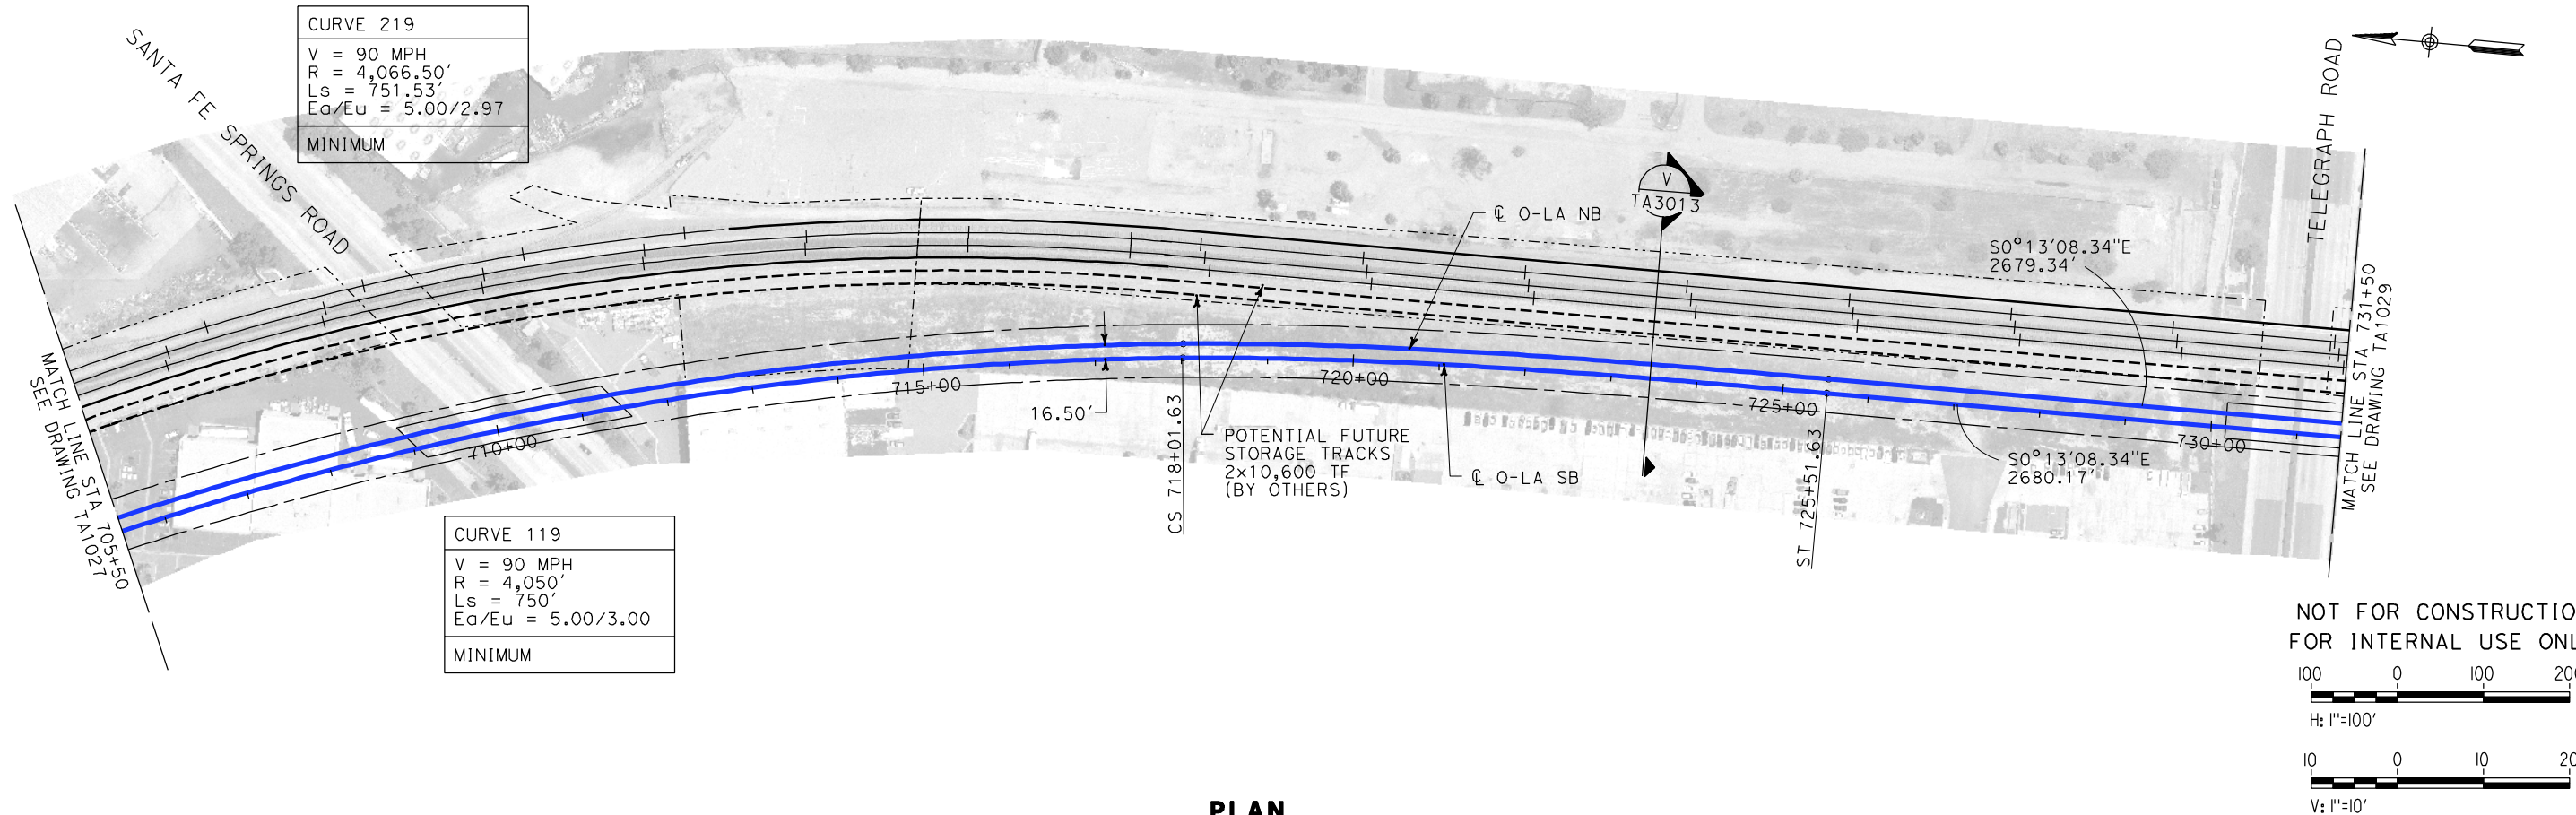 CURVE 219
V = 90 MPH
R = 4,066.50'
Ls = 751.53'
Ea/Eu = 5.00/2.97
MINIMUM
SANTA FE SPRINGS ROAD
TELEGRAPH ROAD
V
TA3013
℄ O-LA NB
S0°13'08.34"E
2679.34'
MATCH LINE STA 731+50
SEE DRAWING TA1029
MATCH LINE STA 705+50
SEE DRAWING TA1027
710+00
715+00
720+00
725+00
730+00
16.50'
CS 718+01.63
POTENTIAL FUTURE
STORAGE TRACKS
2×10,600 TF
(BY OTHERS)
℄ O-LA SB
ST 725+51.63
S0°13'08.34"E
2680.17'
CURVE 119
V = 90 MPH
R = 4,050'
Ls = 750'
Ea/Eu = 5.00/3.00
MINIMUM
NOT FOR CONSTRUCTIO
FOR INTERNAL USE ONL
100 0 100 200
H: 1"=100'
10 0 10 20
V: 1"=10'
PLAN